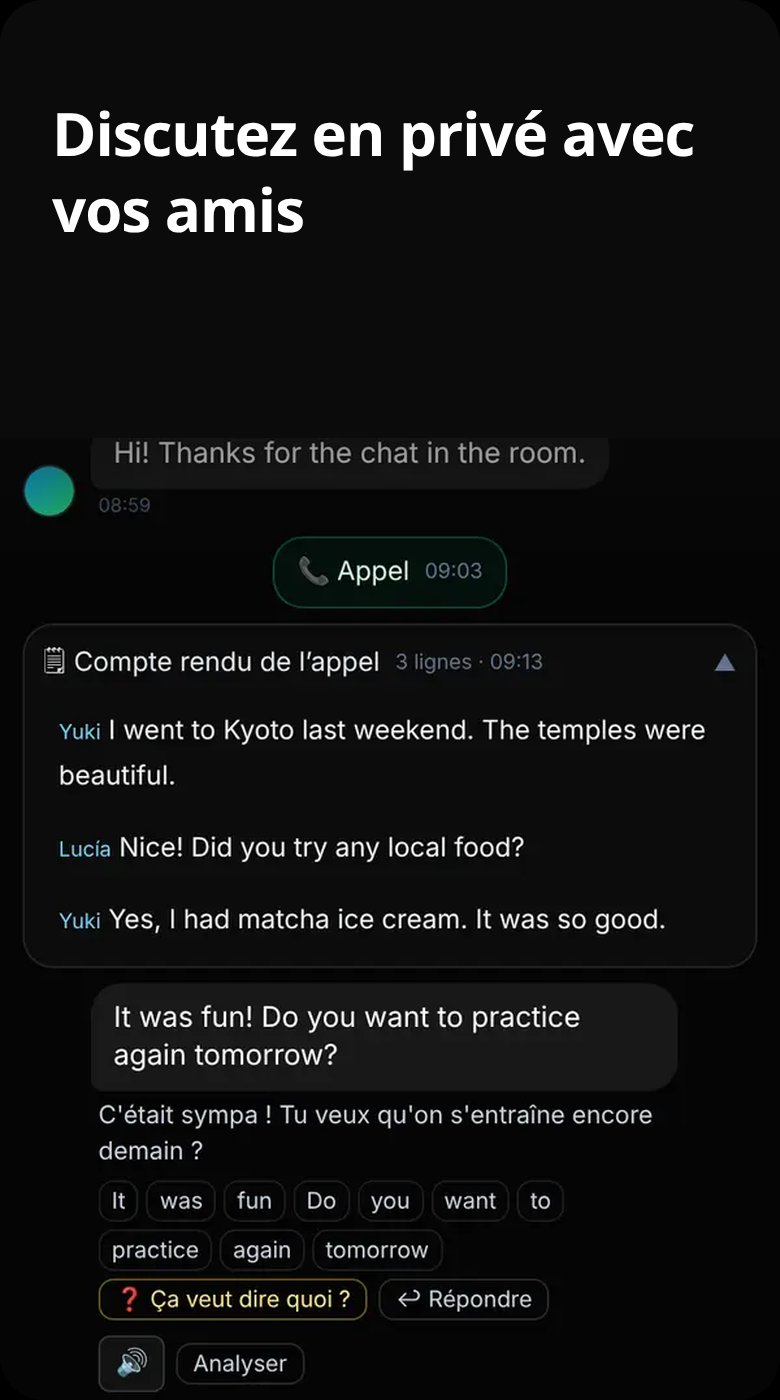 Discutez en privé avec
vos amis
Hi! Thanks for the chat in the room.
08:59
Appel 09:03
Compte rendu de l’appel 3 lignes · 09:13
Yuki I went to Kyoto last weekend. The temples were
beautiful.
Lucía Nice! Did you try any local food?
Yuki Yes, I had matcha ice cream. It was so good.
It was fun! Do you want to practice
again tomorrow?
C'était sympa ! Tu veux qu'on s'entraîne encore
demain ?
It was fun Do you want to
practice again tomorrow
❓ Ça veut dire quoi ? ↩ Répondre
Analyser